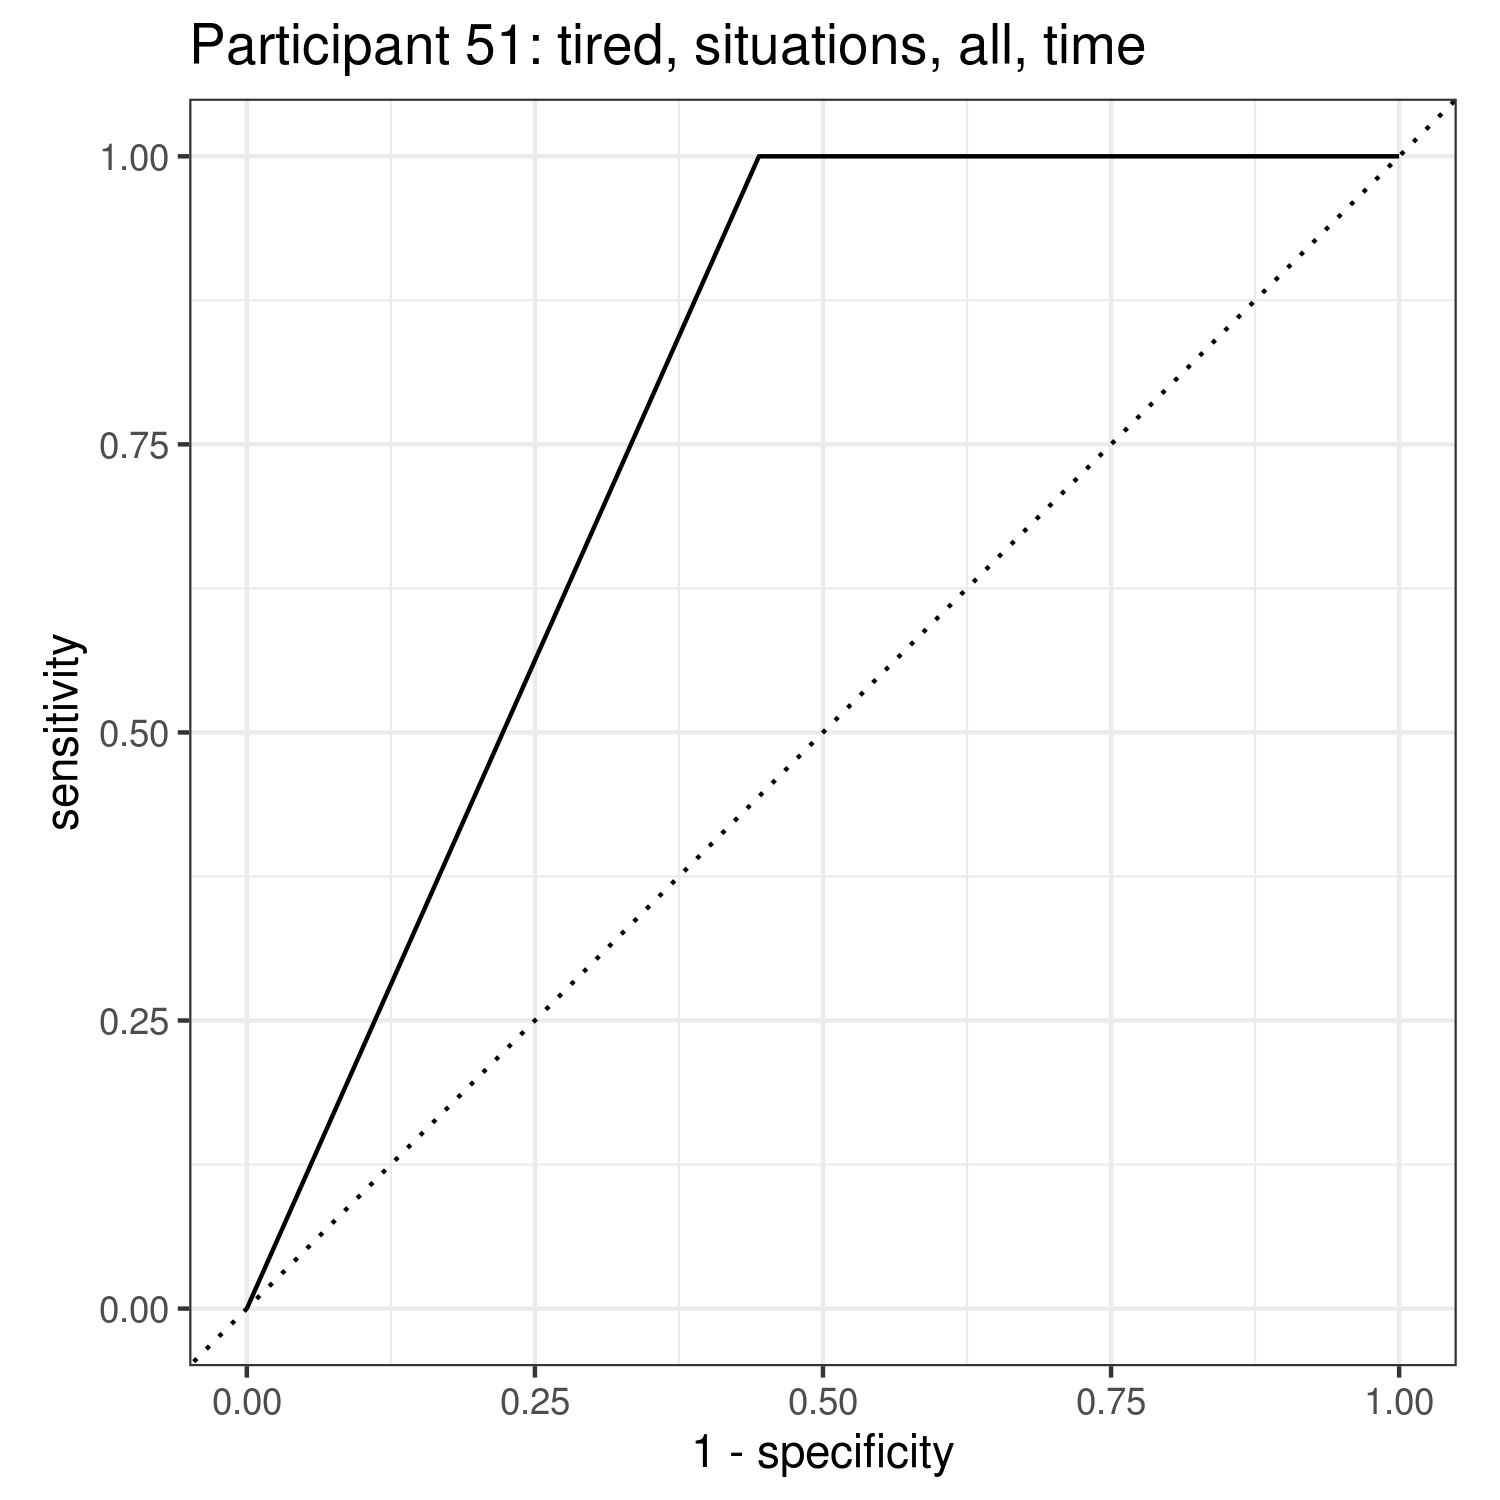 Participant 51: tired, situations, all, time
1.00
0.75
0.50
0.25
0.00
sensitivity
0.00 0.25 0.50 0.75 1.00
1 - specificity